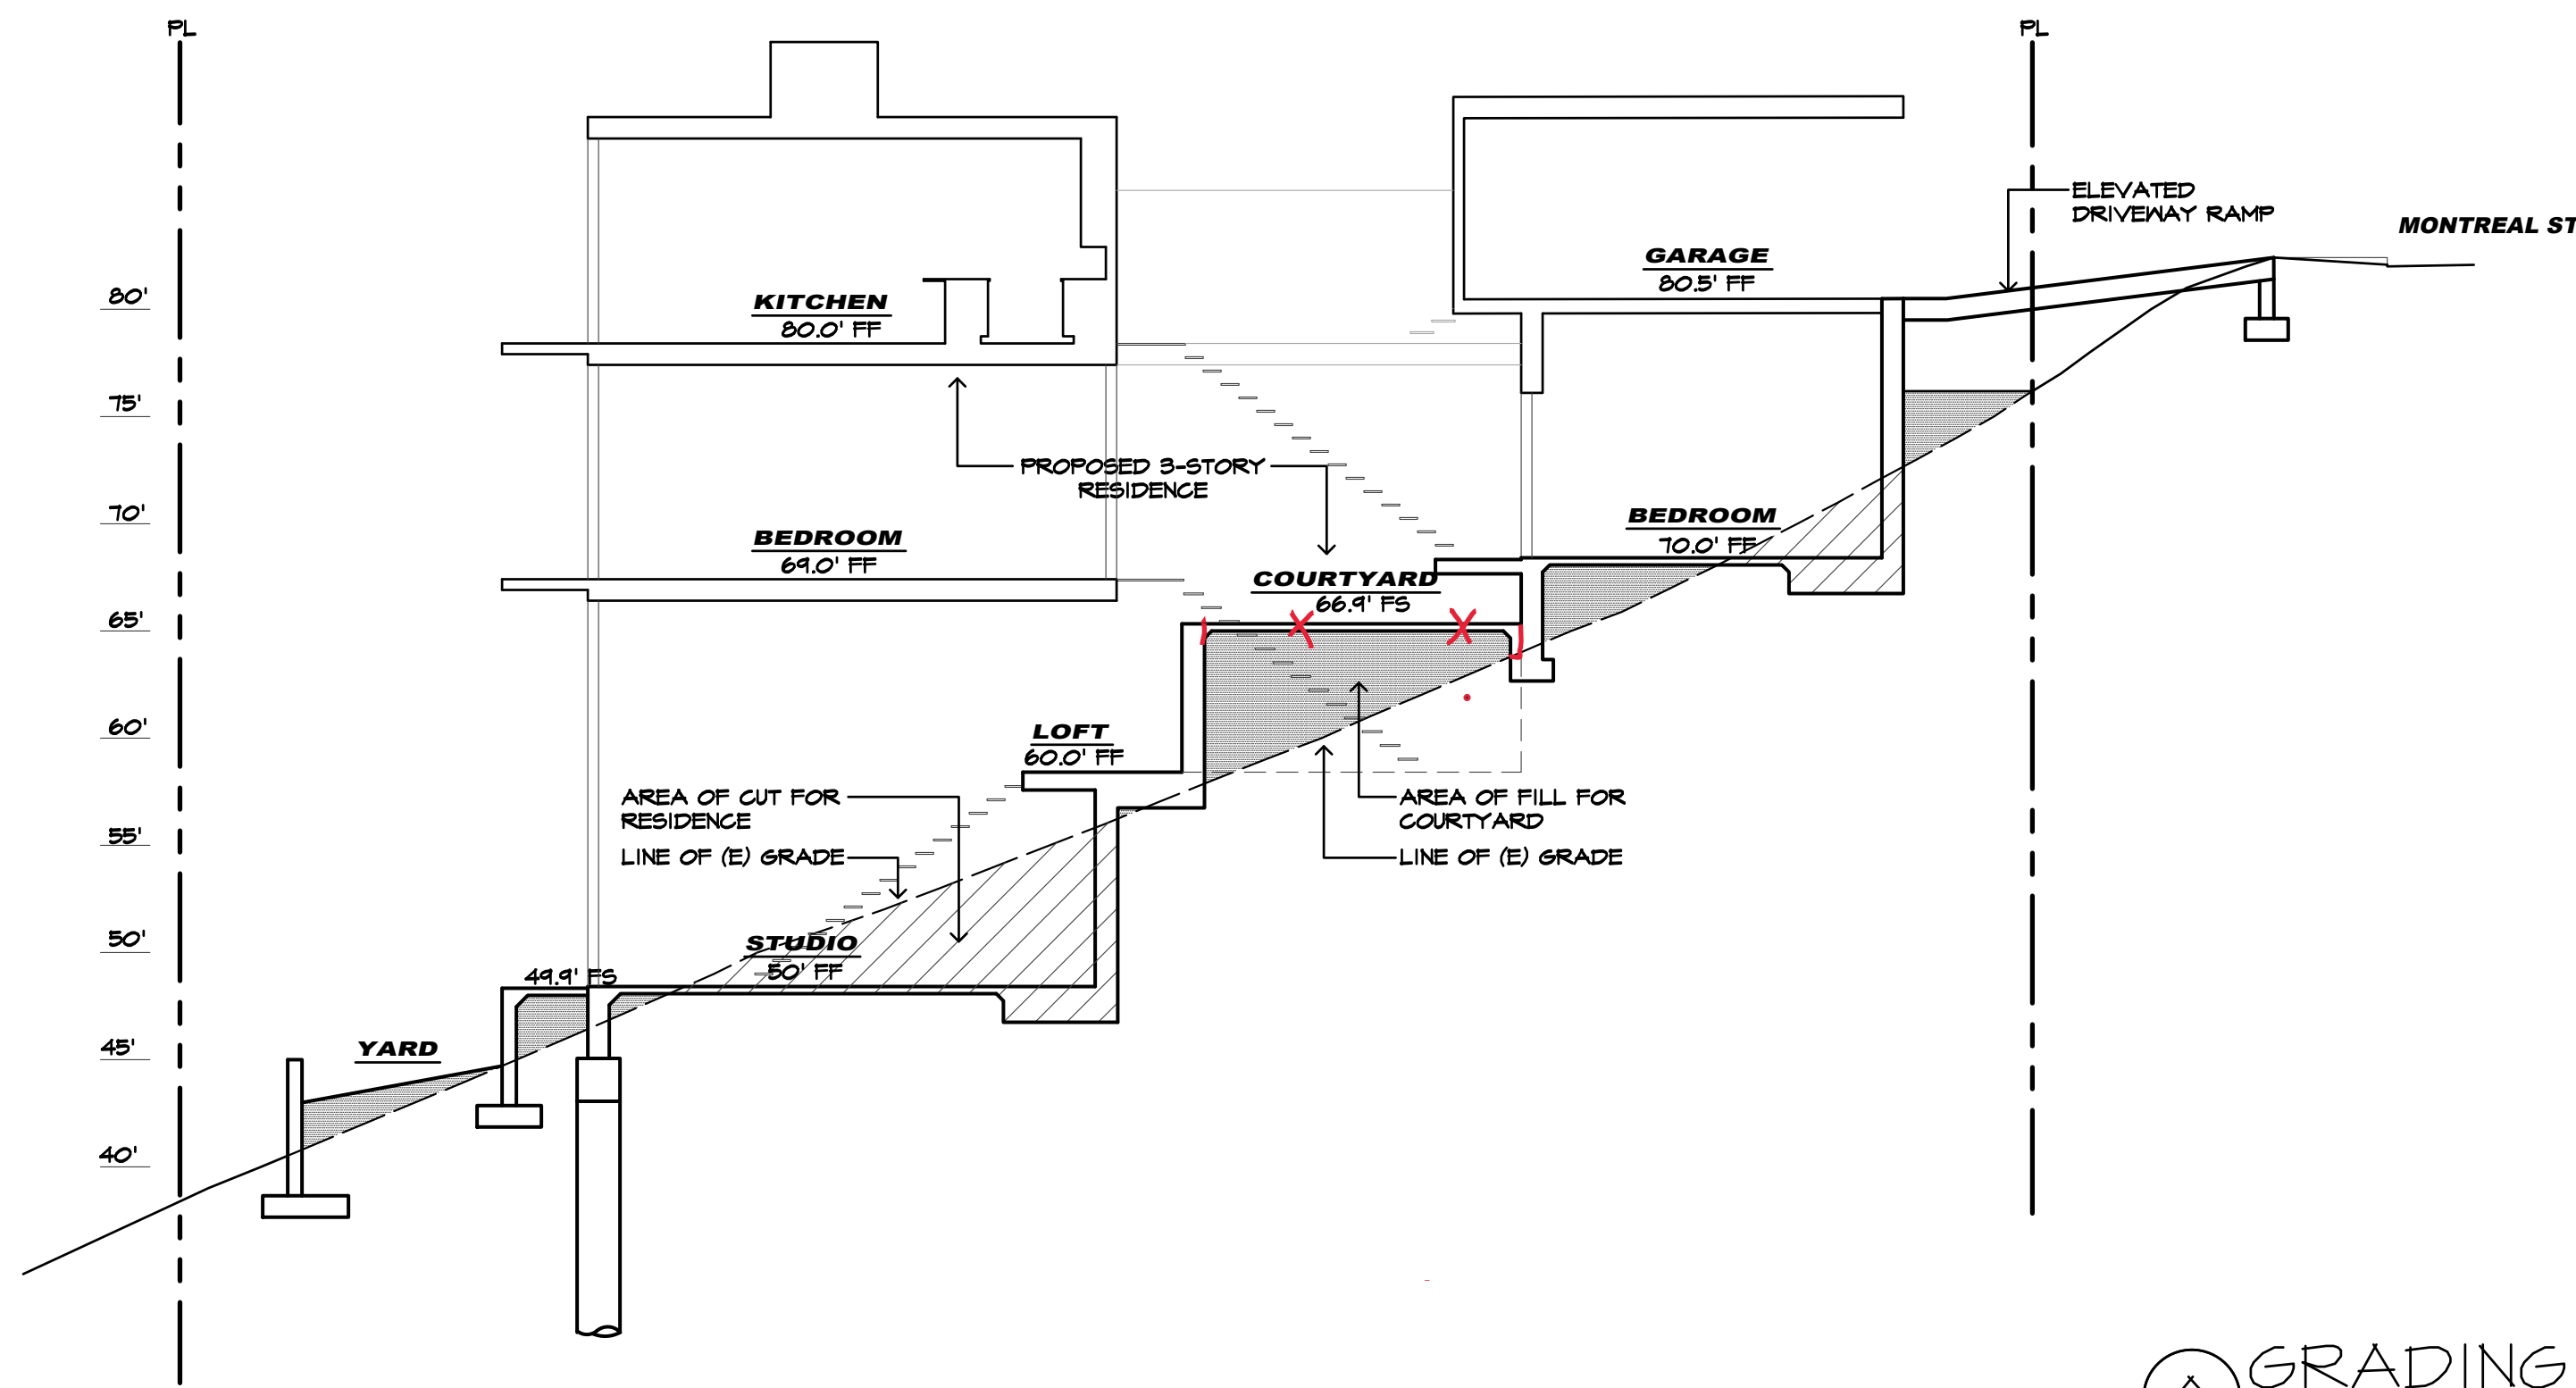 PL
PL
ELEVATED
DRIVEWAY RAMP
MONTREAL ST
GARAGE
80.5' FF
KITCHEN
80.0' FF
80'
75'
70'
65'
60'
55'
50'
45'
40'
PROPOSED 3-STORY
RESIDENCE
BEDROOM
69.0' FF
BEDROOM
70.0' FF
COURTYARD
66.9' FS
LOFT
60.0' FF
AREA OF CUT FOR
RESIDENCE
LINE OF (E) GRADE
AREA OF FILL FOR
COURTYARD
LINE OF (E) GRADE
STUDIO
50' FF
49.9' FS
YARD
GRADING